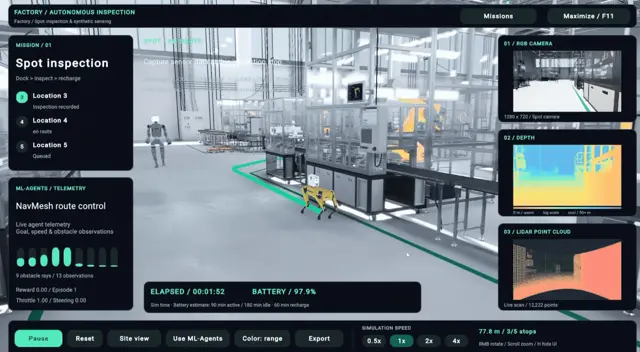 FACTORY / AUTONOMOUS INSPECTION
Factory / Spot inspection & synthetic sensing
Missions
Maximize / F11
MISSION / 01
Spot inspection
Dock > inspect > recharge
3 Location 3
Inspection recorded
4 Location 4
en route
5 Location 5
Queued
ML-AGENTS / TELEMETRY
NavMesh route control
Live agent telemetry
Goal, speed & obstacle observations
9 obstacle rays / 13 observations
Reward 0.00 / Episode 1
Throttle 1.00 / Steering 0.00
Capture sensor data
ELAPSED / 00:01:52
BATTERY / 97.9%
Sim time · Battery estimate: 90 min active / 180 min idle · 60 min recharge
01 / RGB CAMERA
1280 x 720 / Spot camera
02 / DEPTH
03 / LIDAR POINT CLOUD
Live scan / 12,232 points
Pause
Reset
Site view
Use ML-Agents
Color: range
Export
SIMULATION SPEED
0.5x
1x
2x
4x
77.8 m / 3/5 stops
RMB rotate / Scroll zoom / H hide UI